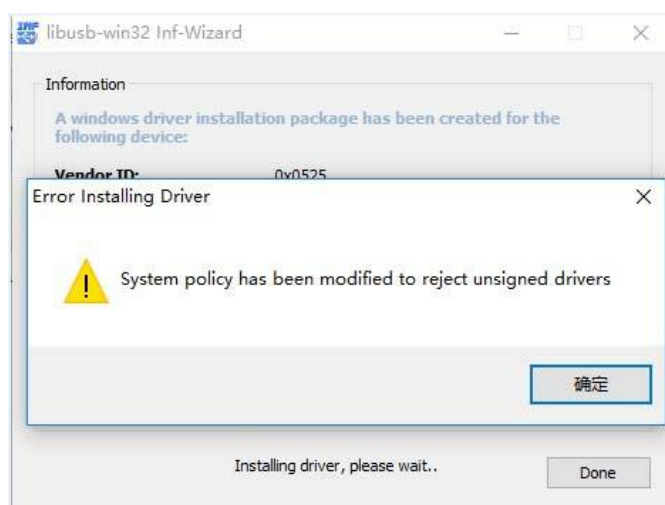 libusb-win32 Inf-Wizard
Information
A windows driver installation package has been created for the
following device:
Vendor ID: 0x0525
Error Installing Driver
System policy has been modified to reject unsigned drivers
确定
Installing driver, please wait..
Done